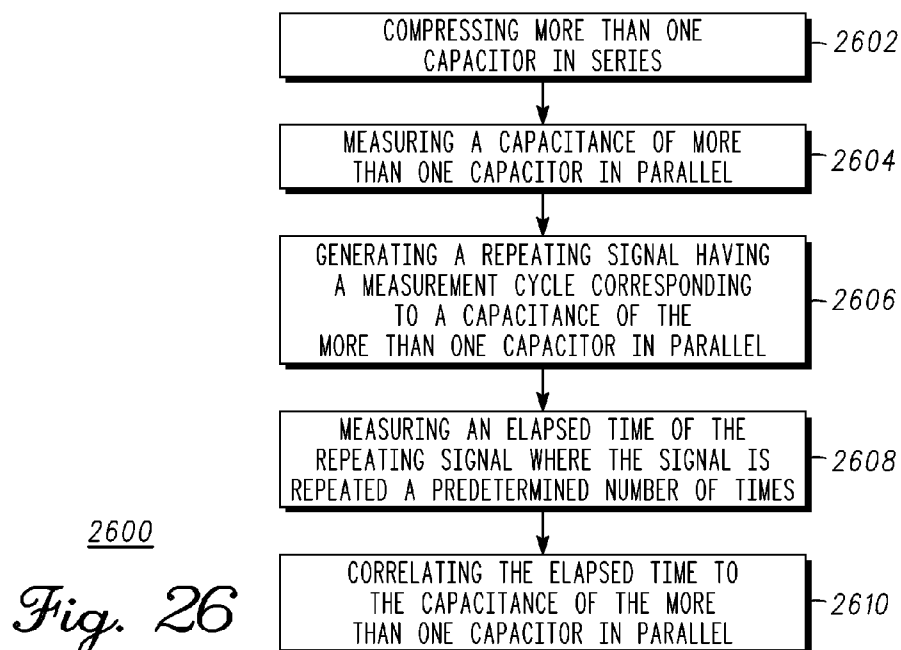 COMPRESSING MORE THAN ONE
CAPACITOR IN SERIES
2602
MEASURING A CAPACITANCE OF MORE
THAN ONE CAPACITOR IN PARALLEL
2604
GENERATING A REPEATING SIGNAL HAVING
A MEASUREMENT CYCLE CORRESPONDING
TO A CAPACITANCE OF THE
MORE THAN ONE CAPACITOR IN PARALLEL
2606
MEASURING AN ELAPSED TIME OF THE
REPEATING SIGNAL WHERE THE SIGNAL IS
REPEATED A PREDETERMINED NUMBER OF TIMES
2608
CORRELATING THE ELAPSED TIME TO
THE CAPACITANCE OF THE MORE
THAN ONE CAPACITOR IN PARALLEL
2610
2600
Fig. 26